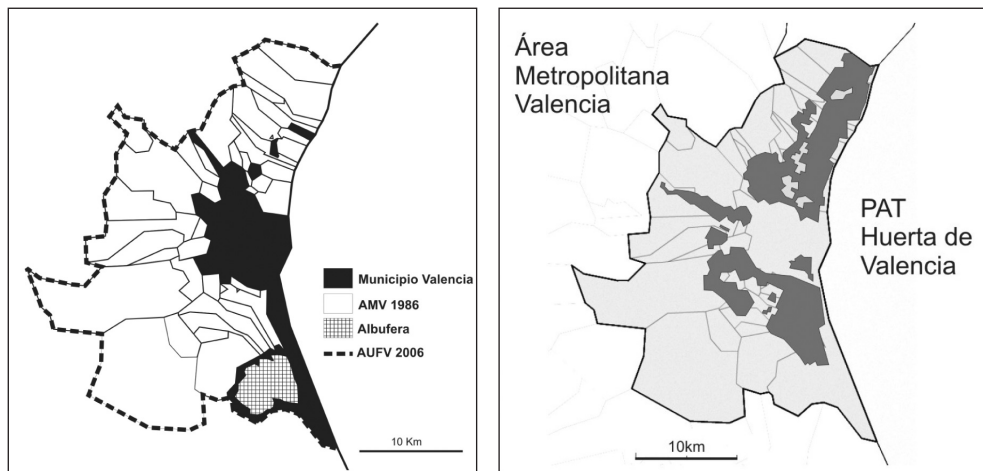 Municipio Valencia
AMV 1986
Albufera
AUFV 2006
10 Km
Área
Metropolitana
Valencia
PAT
Huerta de
Valencia
10km